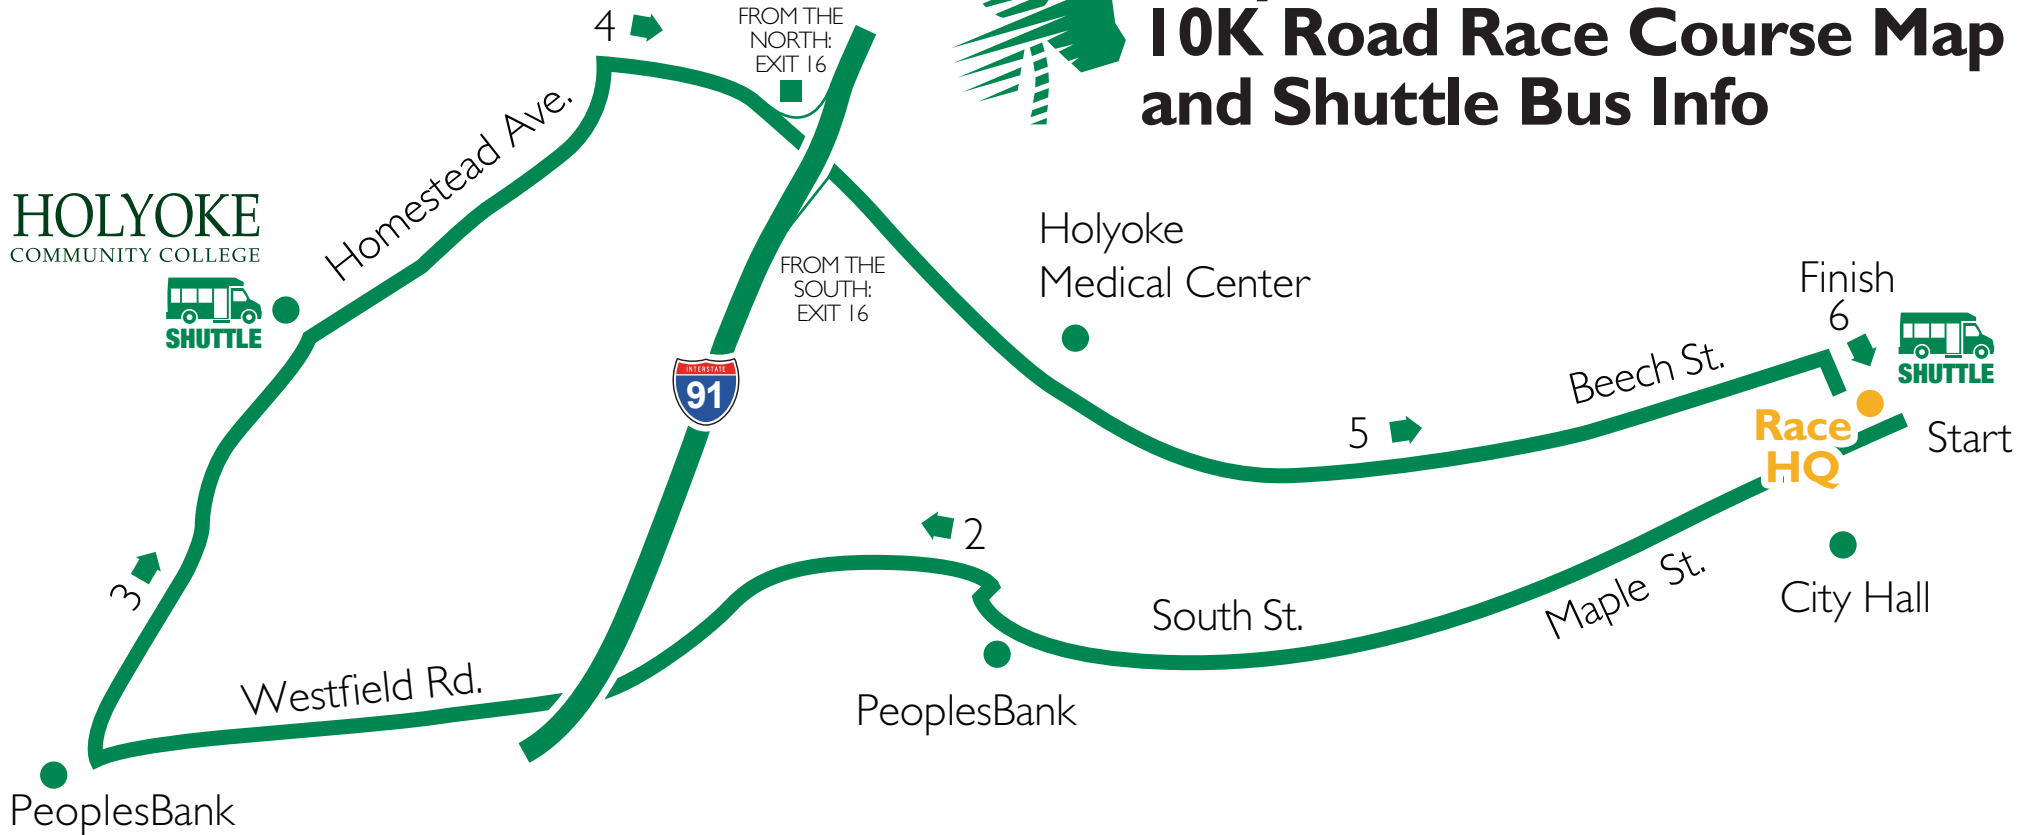 10K Road Race Course Map
and Shuttle Bus Info
4
FROM THE
NORTH:
EXIT 16
Homestead Ave.
HOLYOKE
COMMUNITY COLLEGE
SHUTTLE
FROM THE
SOUTH:
EXIT 16
Holyoke
Medical Center
INTERSTATE
91
Finish
6
SHUTTLE
Beech St.
5
Race
HQ
Start
2
3
South St.
Maple St.
City Hall
Westfield Rd.
PeoplesBank
PeoplesBank